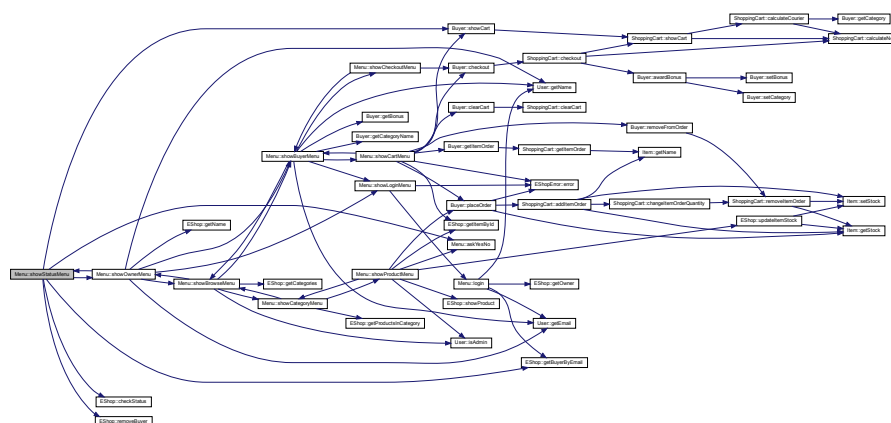 Buyer::showCart
ShoppingCart::showCart
ShoppingCart::calculateCourier
Buyer::getCategory
Menu::showCheckoutMenu
Buyer::checkout
ShoppingCart::checkout
User::getName
Buyer::awardBonus
Buyer::setBonus
Buyer::setCategory
Buyer::getBonus
Buyer::clearCart
ShoppingCart::clearCart
Buyer::getCategoryName
Buyer::removeFromOrder
Menu::showBuyerMenu
Menu::showCartMenu
Buyer::getItemOrder
ShoppingCart::getItemOrder
Item::getName
Menu::showLoginMenu
EShopError::error
Buyer::placeOrder
ShoppingCart::addItemOrder
ShoppingCart::changeItemOrderQuantity
ShoppingCart::removeItemOrder
Item::setStock
EShop::getName
EShop::getItemById
EShop::updateItemStock
Item::getStock
Menu::askYesNo
Menu::showStatusMenu
Menu::showOwnerMenu
Menu::showBrowseMenu
EShop::getCategories
Menu::showProductMenu
Menu::login
EShop::getOwner
Menu::showCategoryMenu
EShop::showProduct
EShop::getProductsInCategory
User::getEmail
User::isAdmin
EShop::getBuyerByEmail
EShop::checkStatus
EShop::removeBuyer